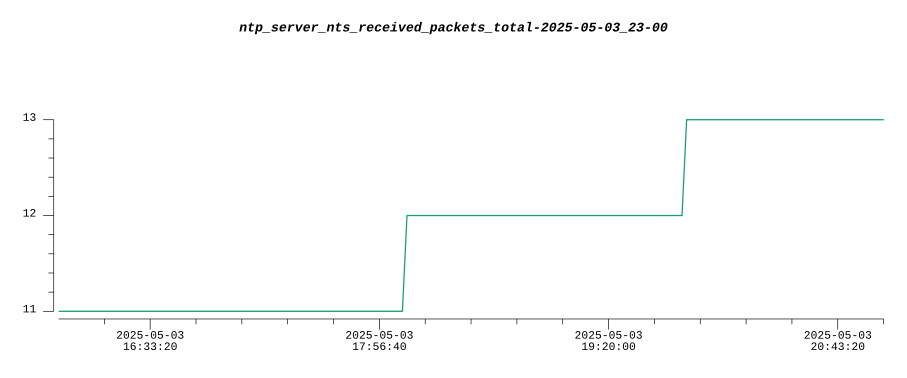 ntp_server_nts_received_packets_total-2025-05-03_23-00
13
12
11
2025-05-03 2025-05-03 2025-05-03 2025-05-03
16:33:20 17:56:40 19:20:00 20:43:20